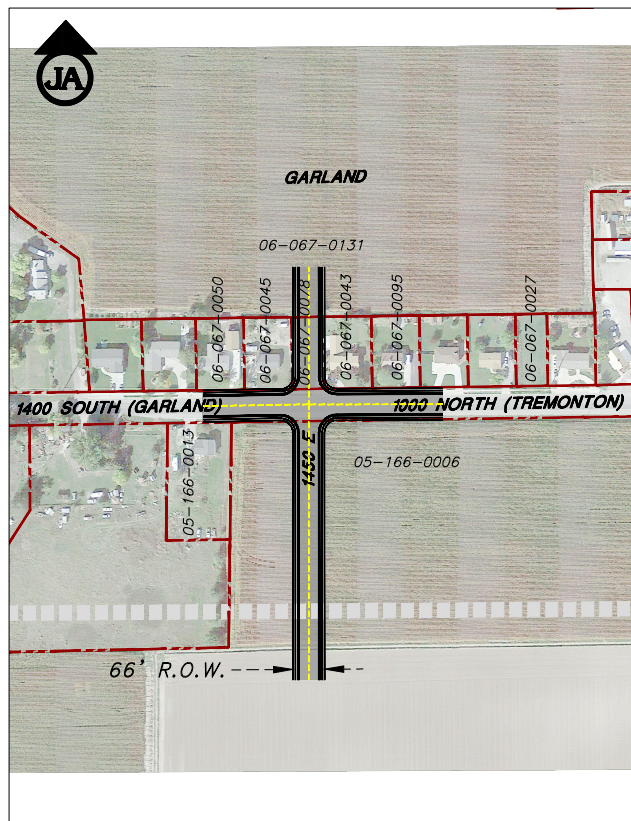 JA
GARLAND
06-067-0131
06-067-0050
06-067-0045
06-067-0078
06-067-0043
06-067-0095
06-067-0027
1400 SOUTH (GARLAND)
1000 NORTH (TREMONTON)
1450 E
05-166-0013
05-166-0006
66' R.O.W.